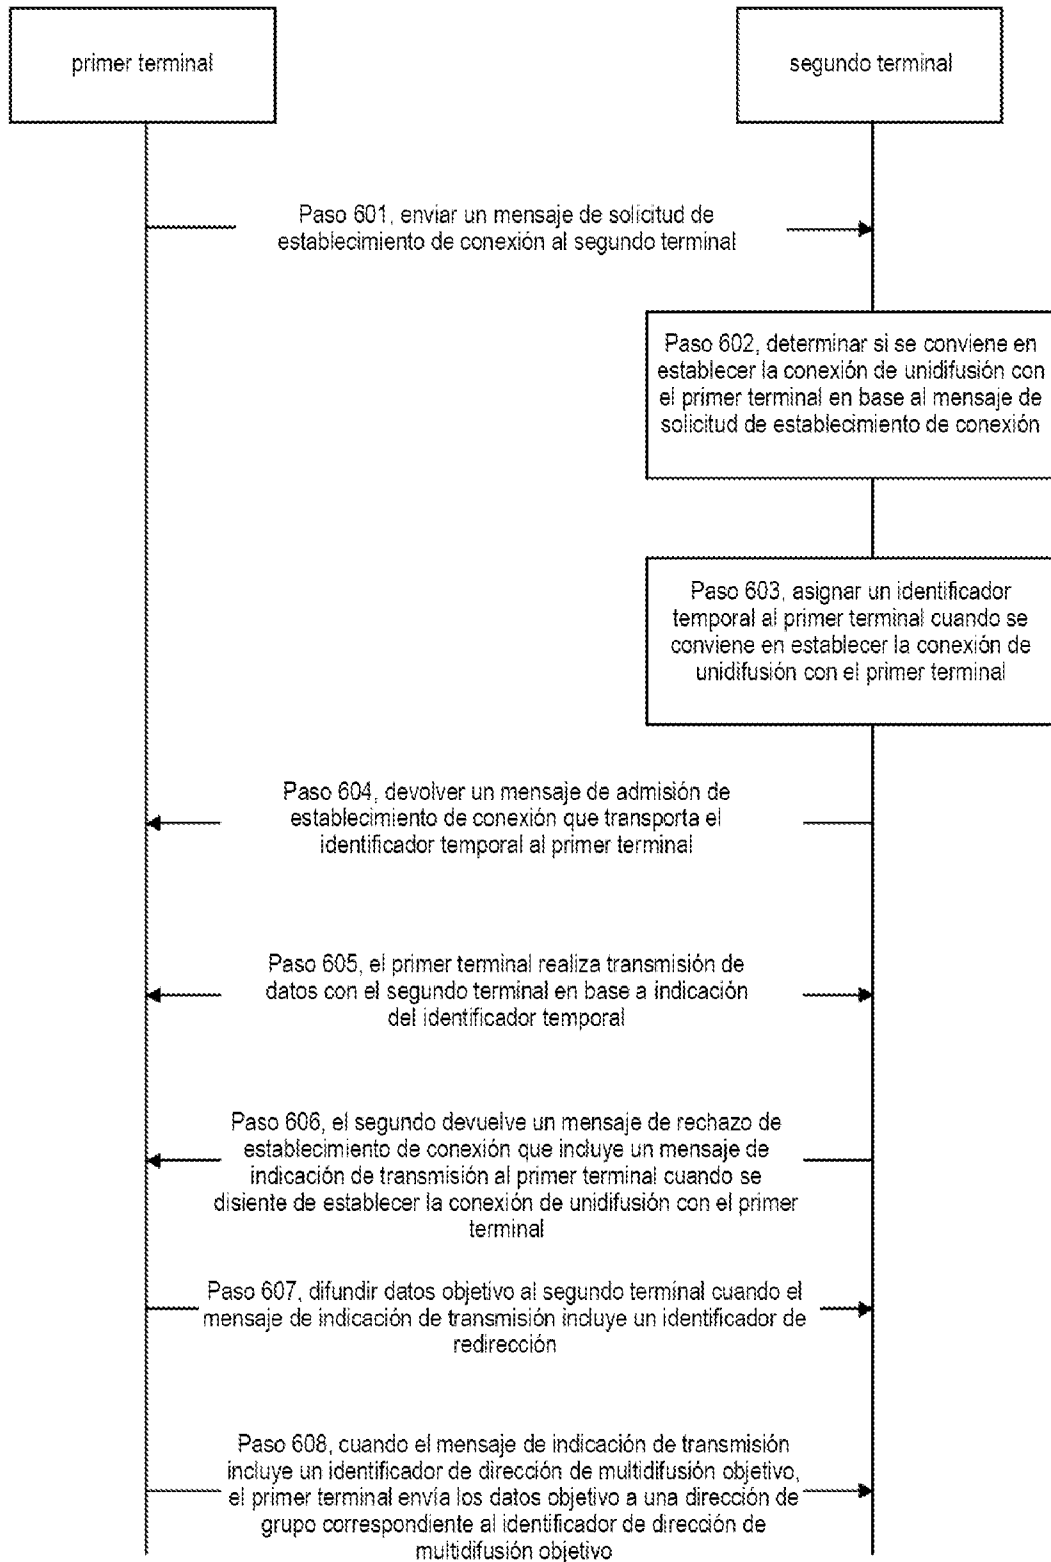 primer terminal
segundo terminal
Paso 601, enviar un mensaje de solicitud de
establecimiento de conexión al segundo terminal
Paso 602, determinar si se conviene en
establecer la conexión de unidifusión con
el primer terminal en base al mensaje de
solicitud de establecimiento de conexión
Paso 603, asignar un identificador
temporal al primer terminal cuando se
conviene en establecer la conexión de
unidifusión con el primer terminal
Paso 604, devolver un mensaje de admisión de
establecimiento de conexión que transporta el
identificador temporal al primer terminal
Paso 605, el primer terminal realiza transmisión de
datos con el segundo terminal en base a indicación
del identificador temporal
Paso 606, el segundo devuelve un mensaje de rechazo de
establecimiento de conexión que incluye un mensaje de
indicación de transmisión al primer terminal cuando se
disiente de establecer la conexión de unidifusión con el primer
terminal
Paso 607, difundir datos objetivo al segundo terminal cuando el
mensaje de indicación de transmisión incluye un identificador de
redirección
Paso 608, cuando el mensaje de indicación de transmisión
incluye un identificador de dirección de multidifusión objetivo,
el primer terminal envía los datos objetivo a una dirección de
grupo correspondiente al identificador de dirección de
multidifusión objetivo